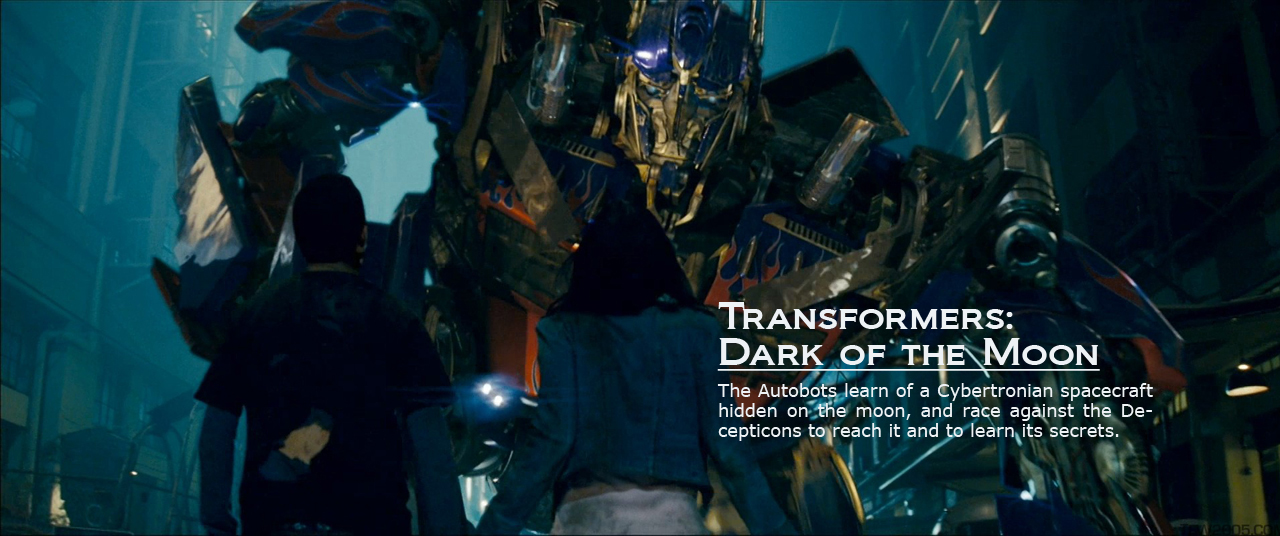 Transformers:
Dark of the Moon
The Autobots learn of a Cybertronian spacecraft
hidden on the moon, and race against the De-
cepticons to reach it and to learn its secrets.